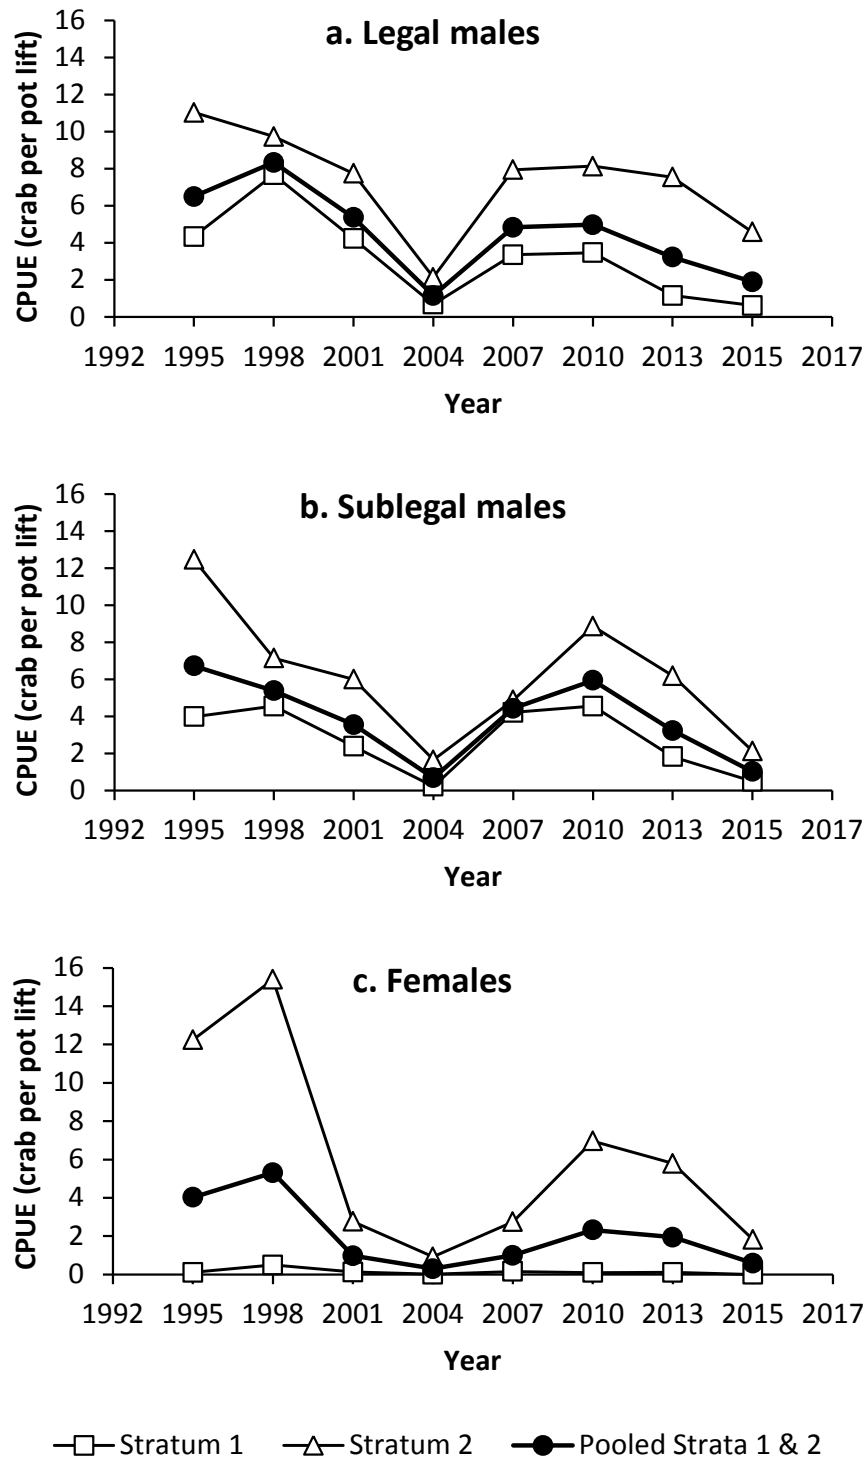 a. Legal males
CPUE (crab per pot lift)
16
14
12
10
8
6
4
2
0
1992 1995 1998 2001 2004 2007 2010 2013 2015 2017
Year
b. Sublegal males
CPUE (crab per pot lift)
16
14
12
10
8
6
4
2
0
1992 1995 1998 2001 2004 2007 2010 2013 2015 2017
Year
c. Females
CPUE (crab per pot lift)
16
14
12
10
8
6
4
2
0
1992 1995 1998 2001 2004 2007 2010 2013 2015 2017
Year
Stratum 1 Stratum 2 Pooled Strata 1 & 2